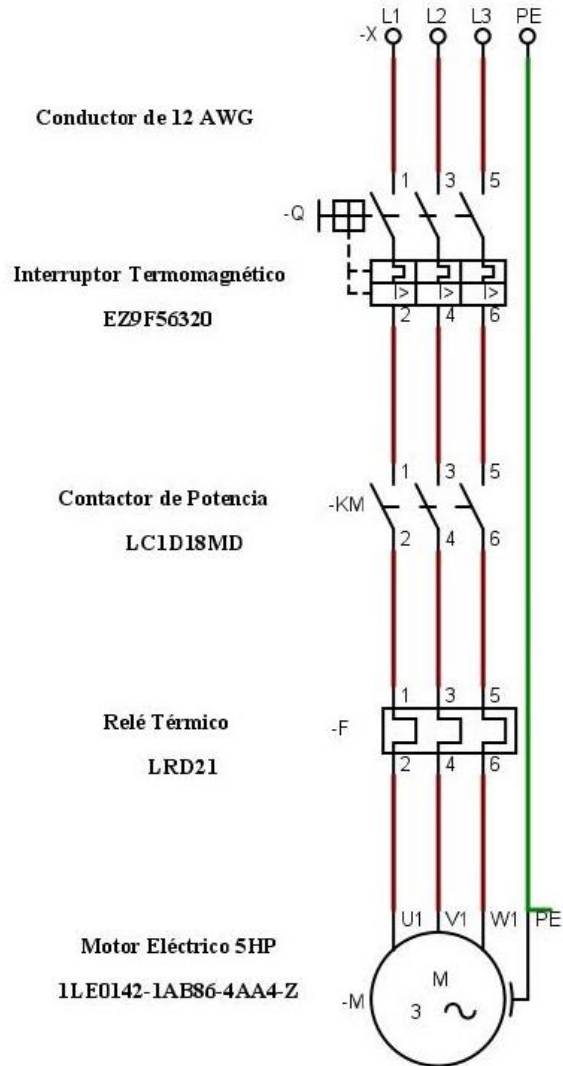 L1 L2 L3 PE
-X
Conductor de 12 AWG
1 3 5
-Q
Interruptor Termomagnético
EZ9F56320
I> I> I>
2 4 6
1 3 5
Contactor de Potencia
-KM
LC1D18MD
2 4 6
1 3 5
Relé Térmico
-F
LRD21
2 4 6
U1 V1 W1 PE
Motor Eléctrico 5HP
1LE0142-1AB86-4AA4-Z
-M
M
3